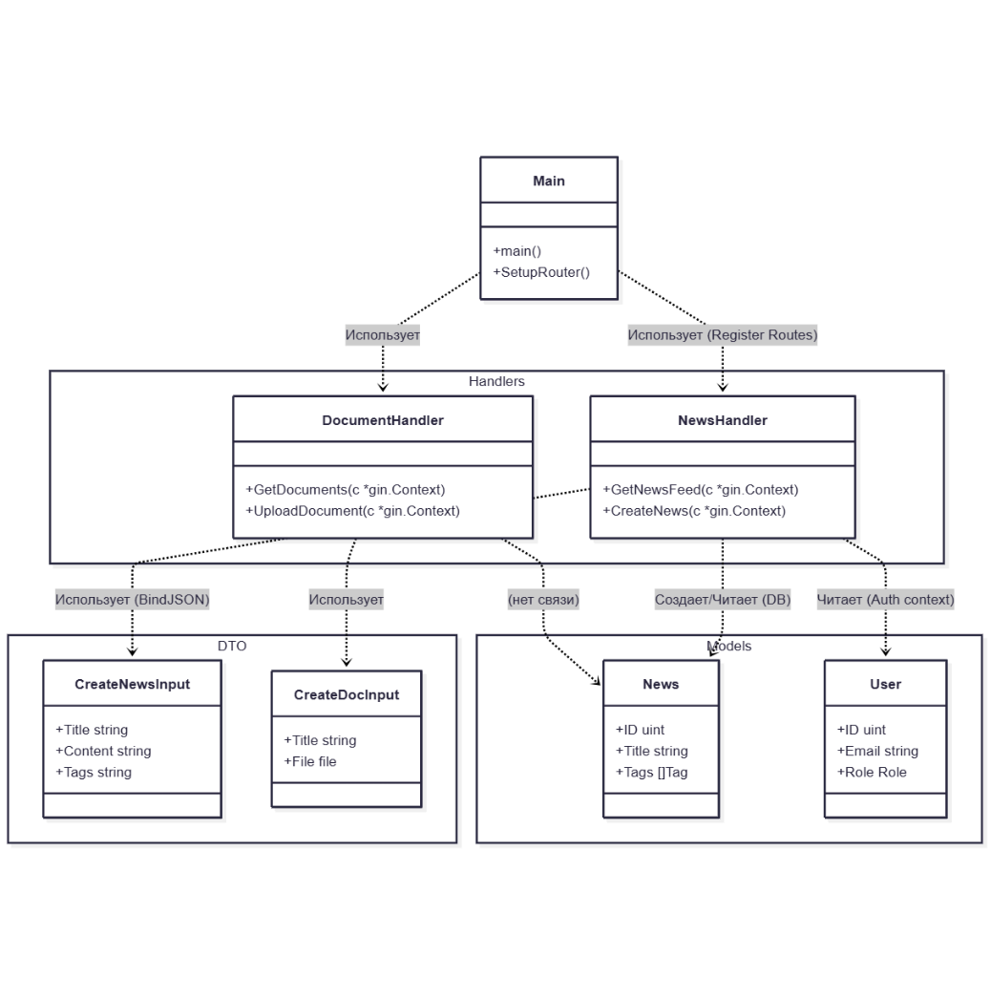 Main
+main()
+SetupRouter()
Использует
Использует (Register Routes)
Handlers
DocumentHandler
+GetDocuments(c *gin.Context)
+UploadDocument(c *gin.Context)
NewsHandler
+GetNewsFeed(c *gin.Context)
+CreateNews(c *gin.Context)
Использует (BindJSON)
Использует
(нет связи)
Создает/Читает (DB)
Читает (Auth context)
DTO
CreateNewsInput
+Title string
+Content string
+Tags string
CreateDocInput
+Title string
+File file
Models
News
+ID uint
+Title string
+Tags []Tag
User
+ID uint
+Email string
+Role Role